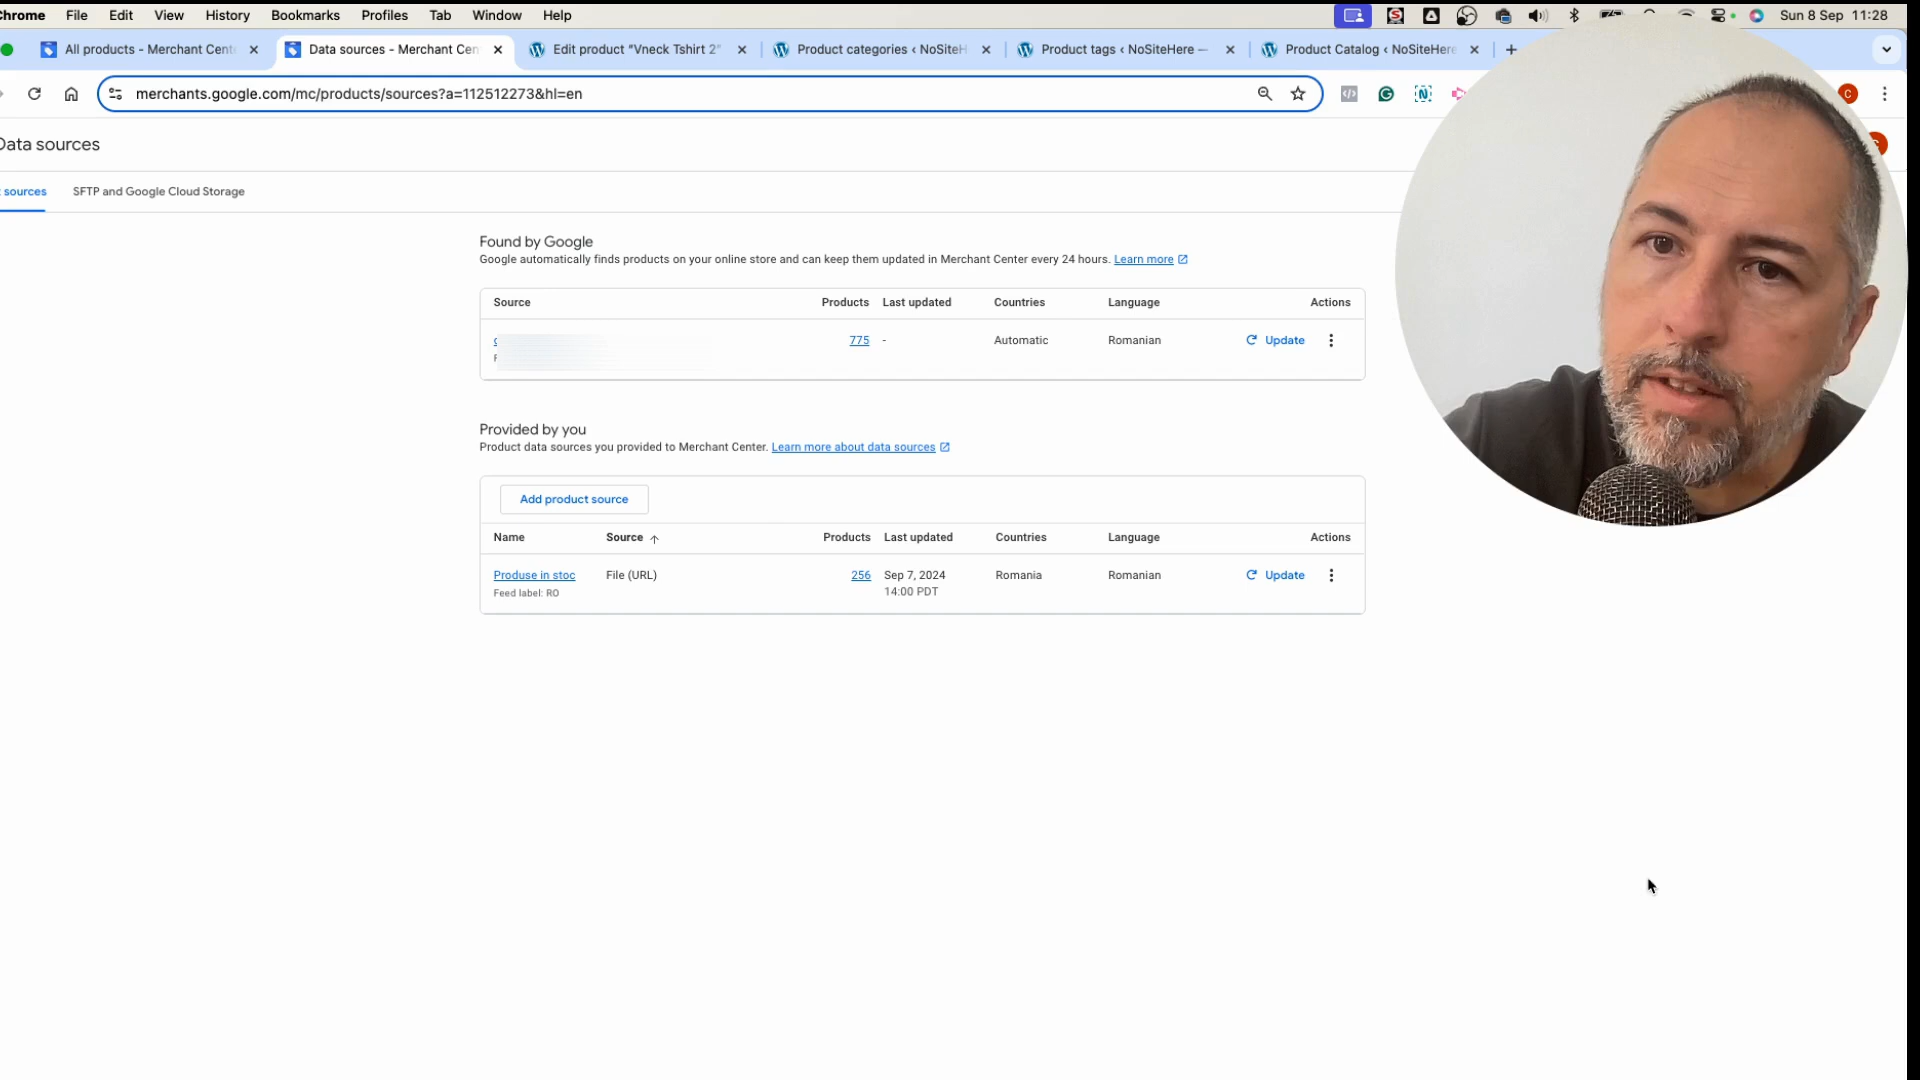 Chrome File Edit View History Bookmarks Profiles Tab Window Help Sun 8 Sep 11:28
All products - Merchant Cent Data sources - Merchant Cen Edit product "Vneck Tshirt 2" Product categories ‹ NoSiteH Product tags ‹ NoSiteHere — Product Catalog ‹ NoSiteHere
merchants.google.com/mc/products/sources?a=112512273&hl=en C
Data sources
sources SFTP and Google Cloud Storage
Found by Google
Google automatically finds products on your online store and can keep them updated in Merchant Center every 24 hours. Learn more
Source Products Last updated Countries Language Actions
775 - Automatic Romanian Update
Provided by you
Product data sources you provided to Merchant Center. Learn more about data sources
Add product source
Name Source Products Last updated Countries Language Actions
Produse in stoc File (URL) 256 Sep 7, 2024 Romania Romanian Update
Feed label: RO 14:00 PDT